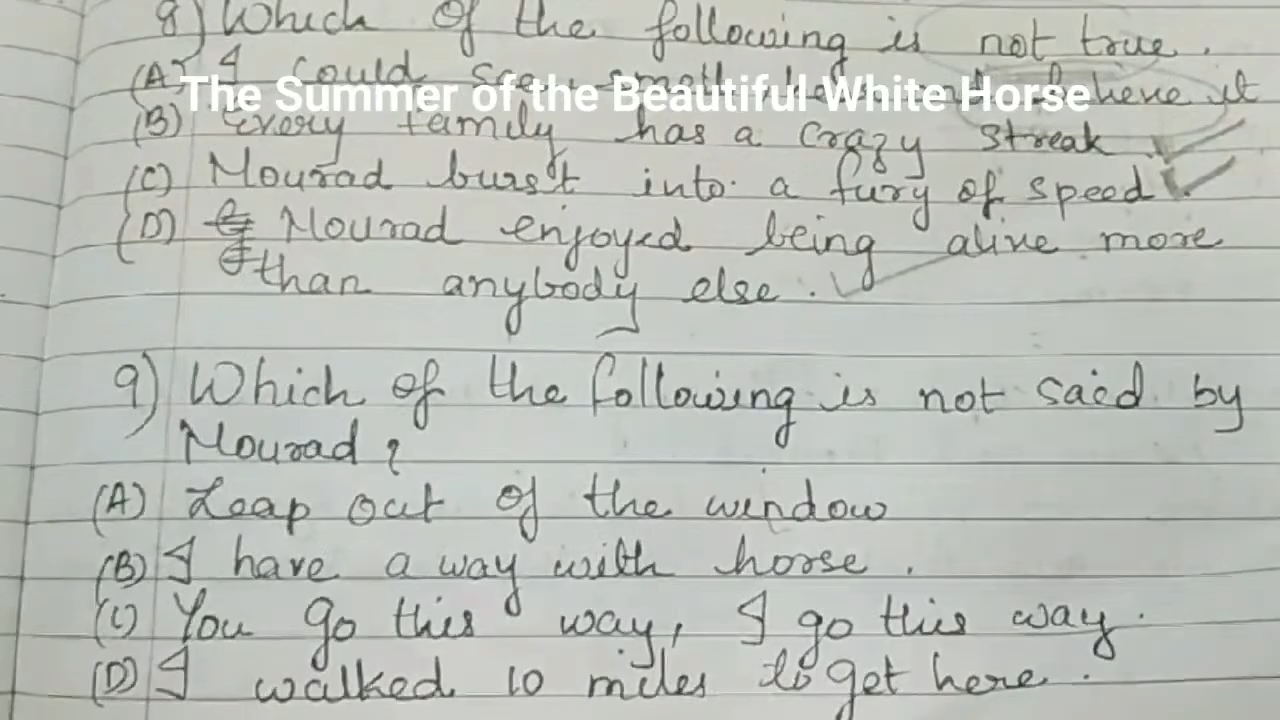 8) Which of the following is not true.
(A) I could see
The Summer of the Beautiful White Horse
(B) Every family has a crazy streak
(C) Mourad burst into a fury of speed.
(D) Mourad enjoyed being alive more
than anybody else.
9) Which of the following is not said by
Mourad?
(A) Leap out of the window
(B) I have a way with horse.
(C) You go this way, I go this way.
(D) I walked 10 miles to get here.